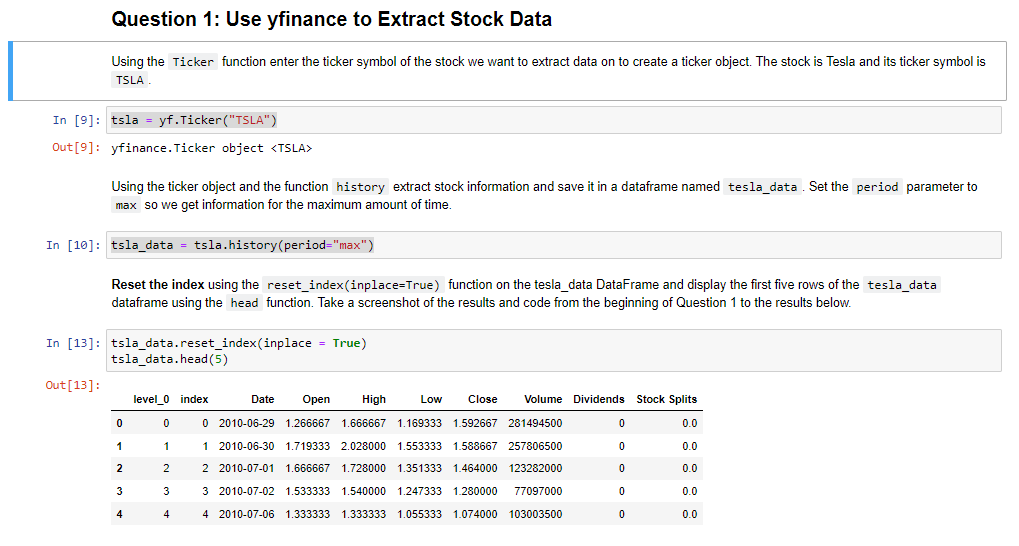 Question 1: Use yfinance to Extract Stock Data
Using the Ticker function enter the ticker symbol of the stock we want to extract data on to create a ticker object. The stock is Tesla and its ticker symbol is
TSLA .
In [9]: tsla = yf.Ticker("TSLA")
Out[9]: yfinance.Ticker object <TSLA>
Using the ticker object and the function history extract stock information and save it in a dataframe named tesla_data . Set the period parameter to
max so we get information for the maximum amount of time.
In [10]: tsla_data = tsla.history(period="max")
Reset the index using the reset_index(inplace=True) function on the tesla_data DataFrame and display the first five rows of the tesla_data
dataframe using the head function. Take a screenshot of the results and code from the beginning of Question 1 to the results below.
In [13]: tsla_data.reset_index(inplace = True)
tsla_data.head(5)
Out[13]:
level_0 index Date Open High Low Close Volume Dividends Stock Splits
0 0 0 2010-06-29 1.266667 1.666667 1.169333 1.592667 281494500 0 0.0
1 1 1 2010-06-30 1.719333 2.028000 1.553333 1.588667 257806500 0 0.0
2 2 2 2010-07-01 1.666667 1.728000 1.351333 1.464000 123282000 0 0.0
3 3 3 2010-07-02 1.533333 1.540000 1.247333 1.280000 77097000 0 0.0
4 4 4 2010-07-06 1.333333 1.333333 1.055333 1.074000 103003500 0 0.0